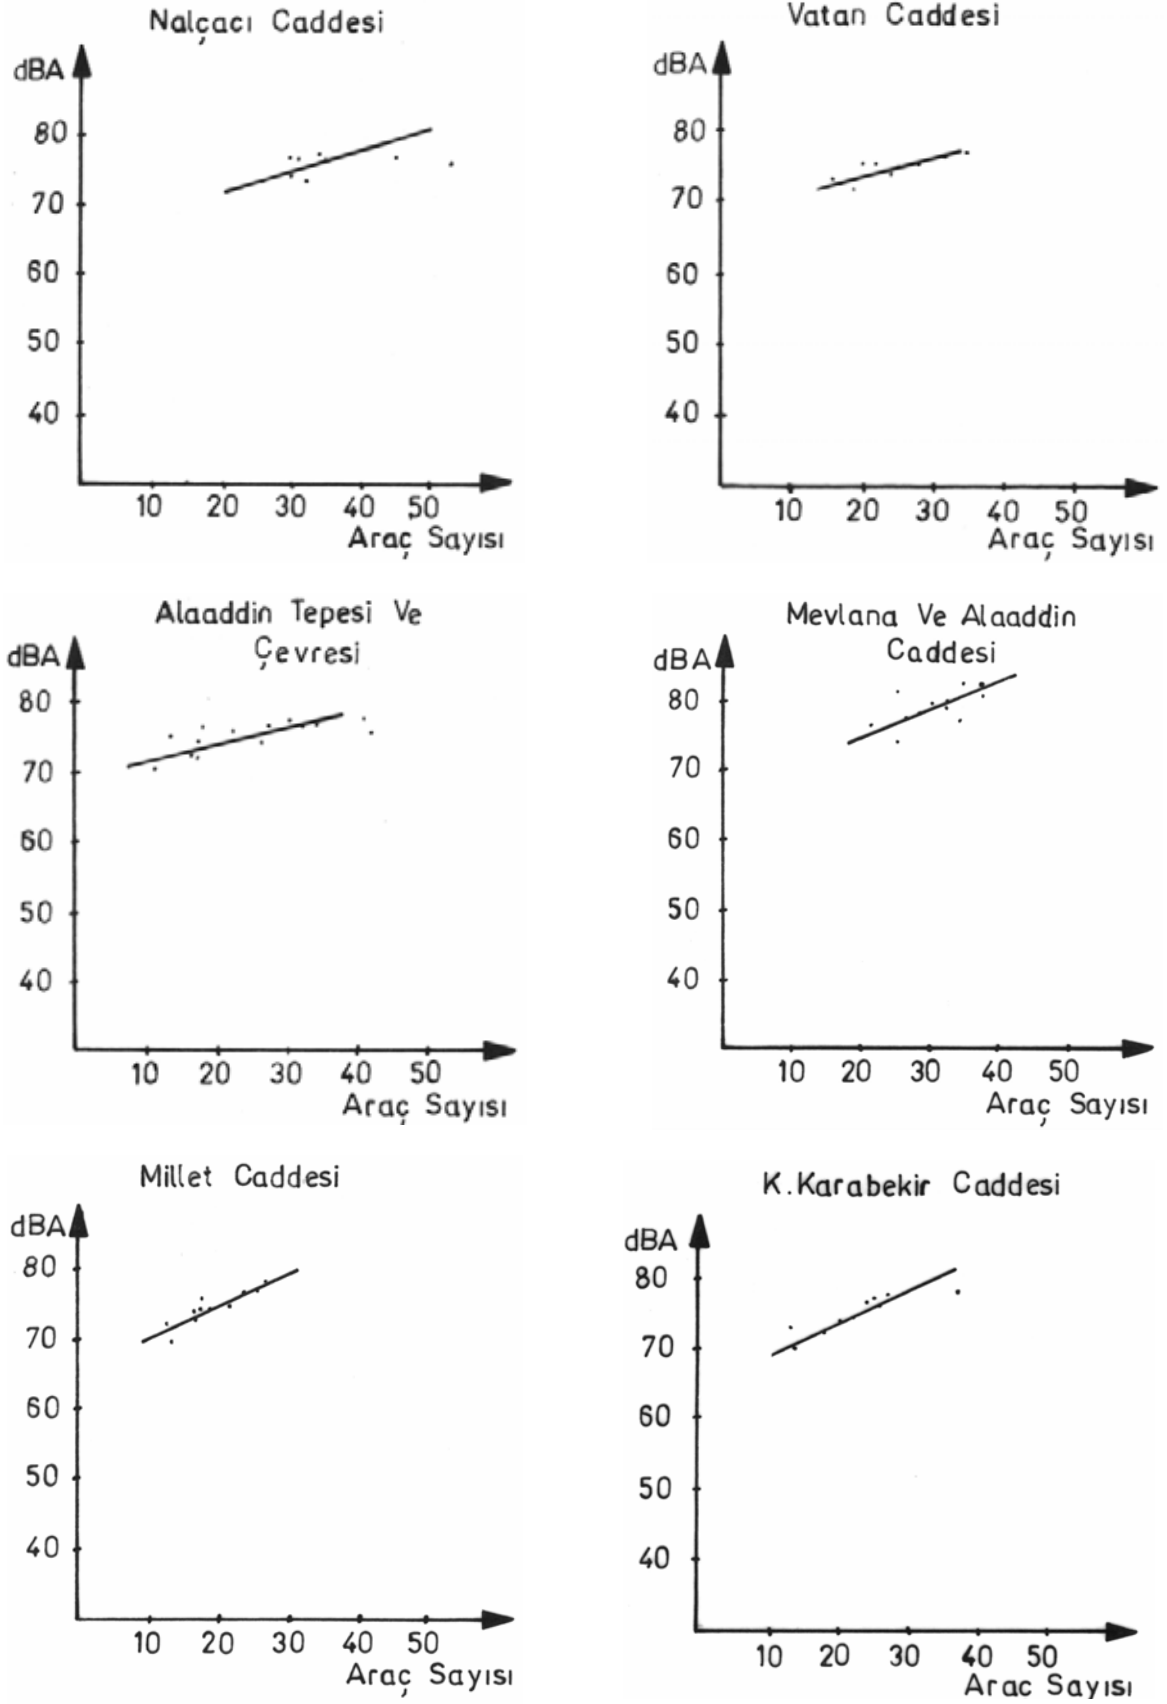 Nalçacı Caddesi
dBA
80
70
60
50
40
10 20 30 40 50
Araç Sayısı
Vatan Caddesi
dBA
80
70
60
50
40
10 20 30 40 50
Araç Sayısı
Alaaddin Tepesi Ve
Çevresi
dBA
80
70
60
50
40
10 20 30 40 50
Araç Sayısı
Mevlana Ve Alaaddin
Caddesi
dBA
80
70
60
50
40
10 20 30 40 50
Araç Sayısı
Millet Caddesi
dBA
80
70
60
50
40
10 20 30 40 50
Araç Sayısı
K.Karabekir Caddesi
dBA
80
70
60
50
40
10 20 30 40 50
Arac Sayısı